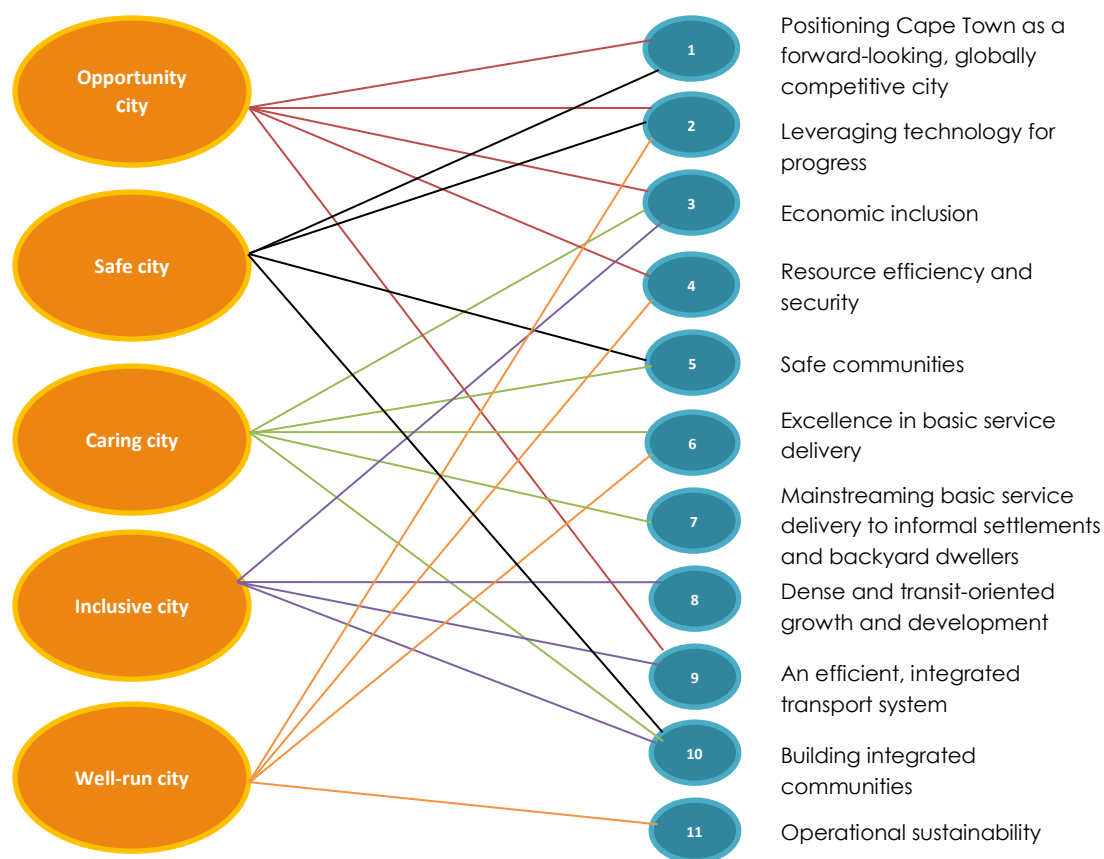 Opportunity
city
Safe city
Caring city
Inclusive city
Well-run city
1
Positioning Cape Town as a
forward-looking, globally
competitive city
2
Leveraging technology for
progress
3
Economic inclusion
4
Resource efficiency and
security
5
Safe communities
6
Excellence in basic service
delivery
7
Mainstreaming basic service
delivery to informal settlements
and backyard dwellers
8
Dense and transit-oriented
growth and development
9
An efficient, integrated
transport system
10
Building integrated
communities
11
Operational sustainability